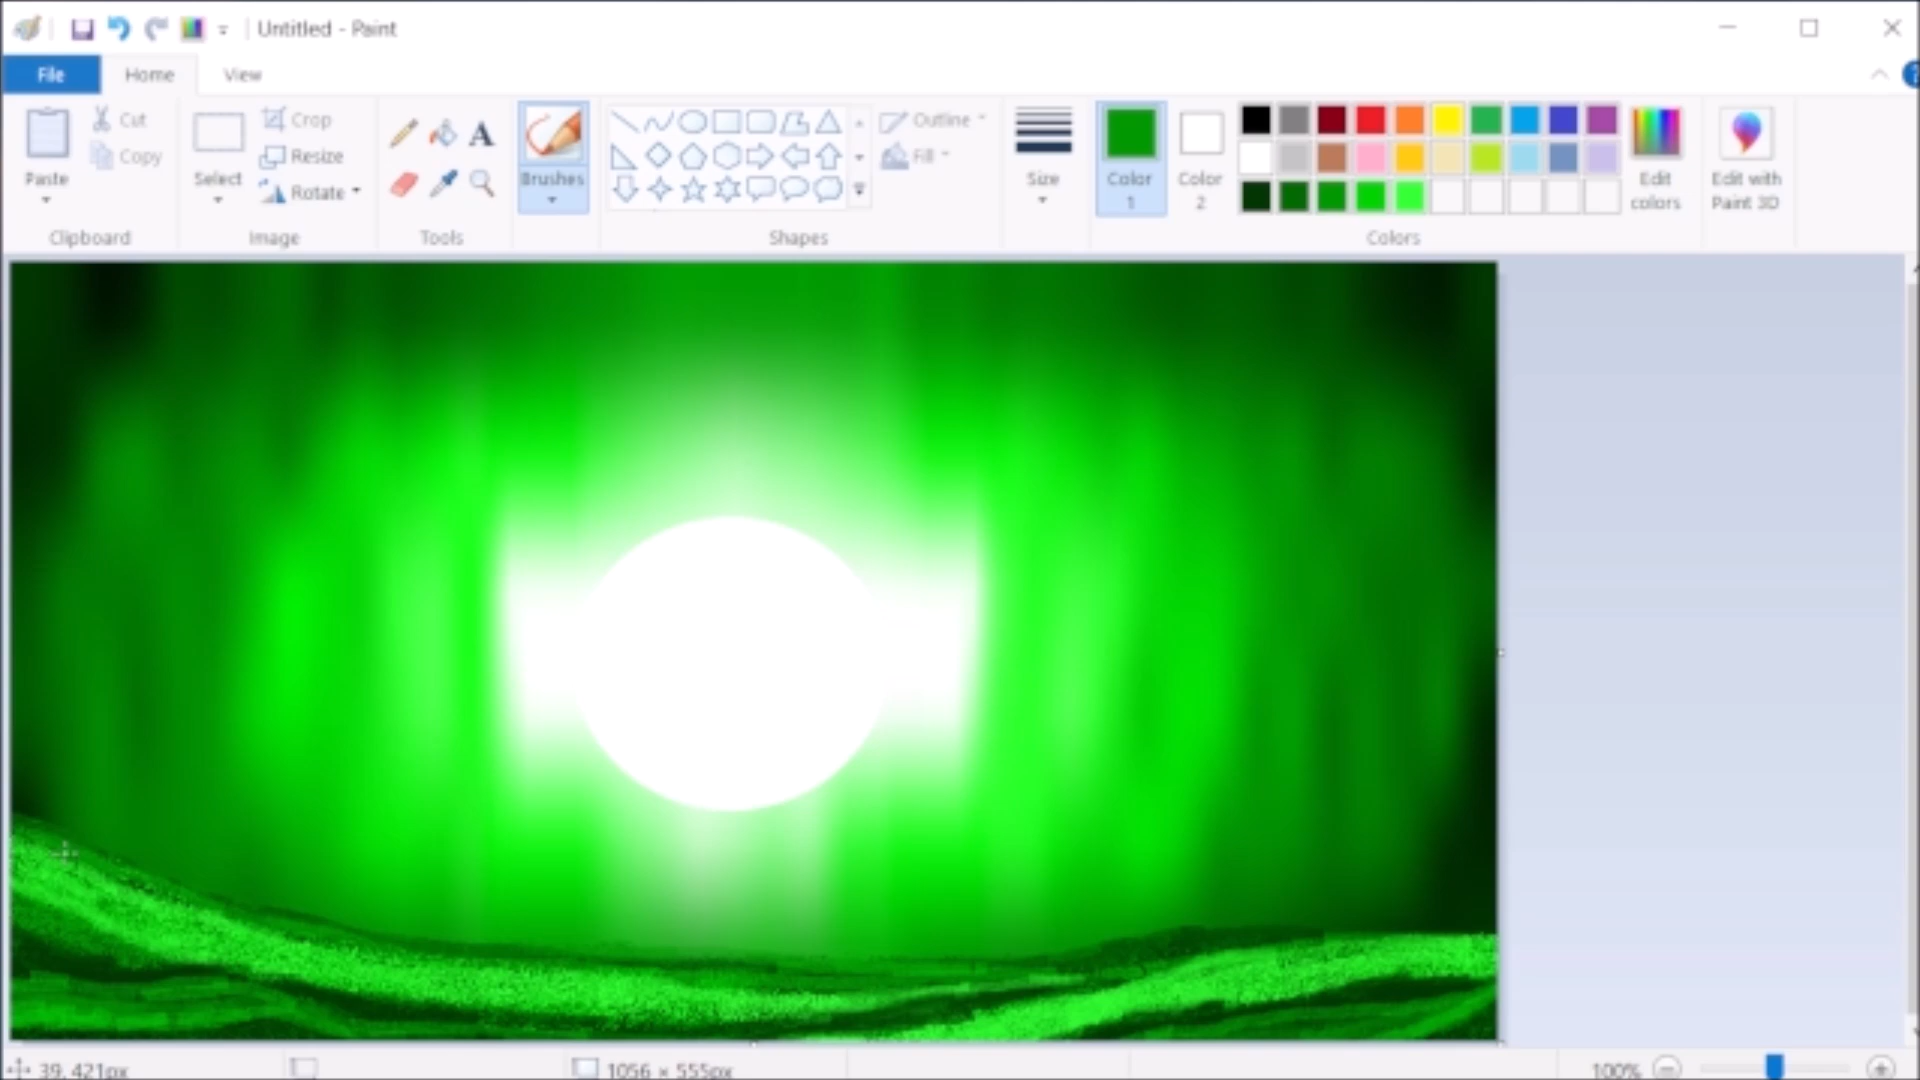 Untitled - Paint
File Home View
Cut
Copy
Paste
Clipboard
Crop
Resize
Rotate
Select
Image
A
Tools
Brushes
Outline
Fill
Shapes
Size
Color
1
Color
2
Edit
colors
Colors
Edit with
Paint 3D
39, 421px
1056 × 555px
100%